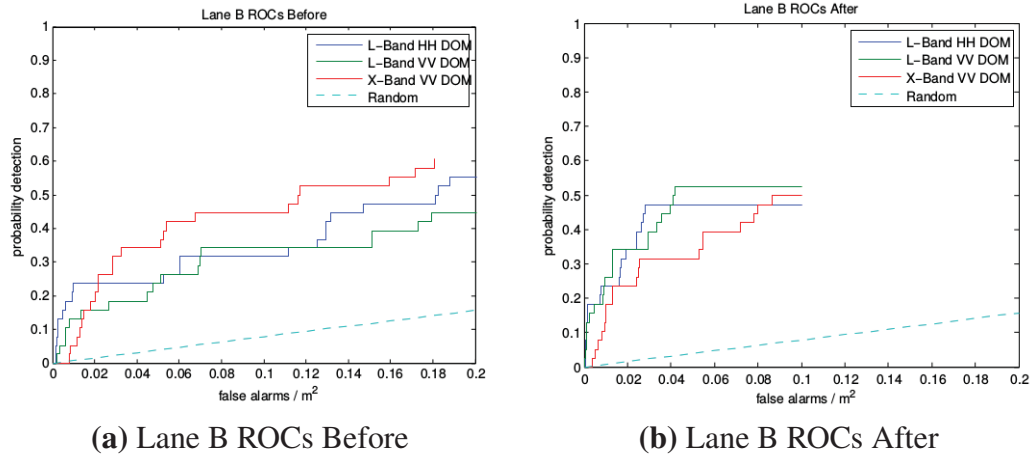 Lane B ROCs Before
1
0.9
0.8
0.7
0.6
0.5
0.4
0.3
0.2
0.1
0
probability detection
L-Band HH DOM
L-Band VV DOM
X-Band VV DOM
Random
0.02 0.04 0.06 0.08 0.1 0.12 0.14 0.16 0.18 0.2
false alarms / m²
(a) Lane B ROCs Before
Lane B ROCs After
1
0.9
0.8
0.7
0.6
0.5
0.4
0.3
0.2
0.1
0
probability detection
L-Band HH DOM
L-Band VV DOM
X-Band VV DOM
Random
0 0.02 0.04 0.06 0.08 0.1 0.12 0.14 0.16 0.18 0.2
false alarms / m²
(b) Lane B ROCs After